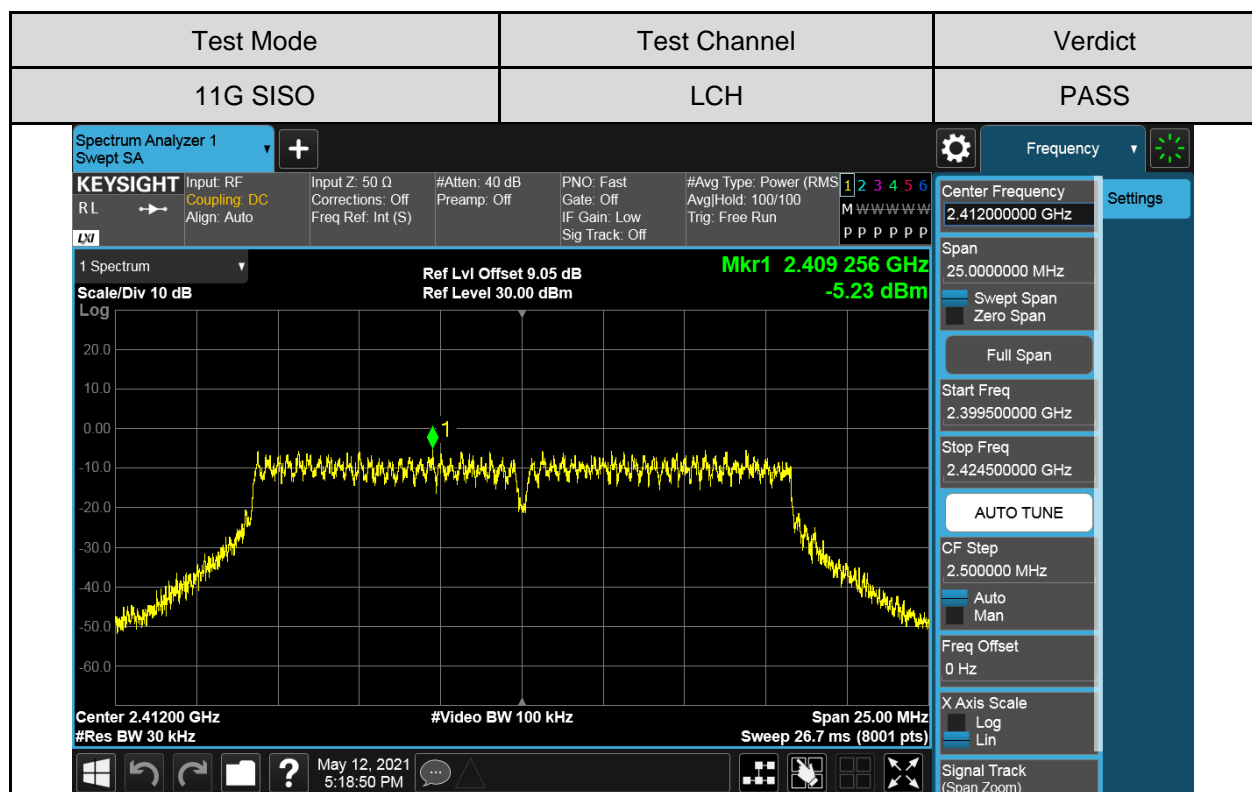 Test Mode Test Channel Verdict
11G SISO LCH PASS
Spectrum Analyzer 1
Swept SA
Frequency
KEYSIGHT
R L
LXI
Input: RF
Coupling: DC
Align: Auto
Input Z: 50 Ω
Corrections: Off
Freq Ref: Int (S)
#Atten: 40 dB
Preamp: Off
PNO: Fast
Gate: Off
IF Gain: Low
Sig Track: Off
#Avg Type: Power (RMS
Avg|Hold: 100/100
Trig: Free Run
1 2 3 4 5 6
M W W W W W
P P P P P P
1 Spectrum
Scale/Div 10 dB
Ref Lvl Offset 9.05 dB
Ref Level 30.00 dBm
Mkr1 2.409 256 GHz
-5.23 dBm
Log
20.0
10.0
0.00
-10.0
-20.0
-30.0
-40.0
-50.0
-60.0
1
Center 2.41200 GHz
#Res BW 30 kHz
#Video BW 100 kHz
Span 25.00 MHz
Sweep 26.7 ms (8001 pts)
May 12, 2021
5:18:50 PM
Center Frequency
2.412000000 GHz
Settings
Span
25.0000000 MHz
Swept Span
Zero Span
Full Span
Start Freq
2.399500000 GHz
Stop Freq
2.424500000 GHz
AUTO TUNE
CF Step
2.500000 MHz
Auto
Man
Freq Offset
0 Hz
X Axis Scale
Log
Lin
Signal Track
(Span Zoom)